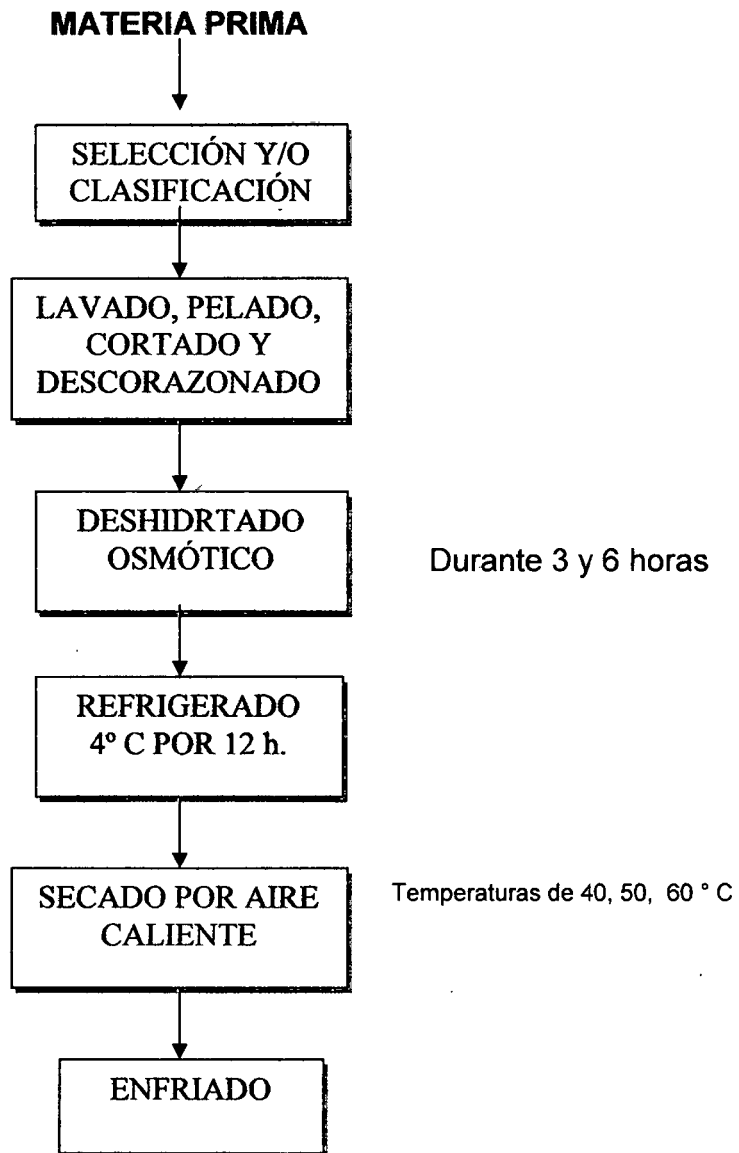 MATERIA PRIMA
SELECCIÓN Y/O
CLASIFICACIÓN
LAVADO, PELADO,
CORTADO Y
DESCORAZONADO
DESHIDRTADO
OSMÓTICO
Durante 3 y 6 horas
REFRIGERADO
4º C POR 12 h.
SECADO POR AIRE
CALIENTE
Temperaturas de 40, 50, 60 ° C
ENFRIADO